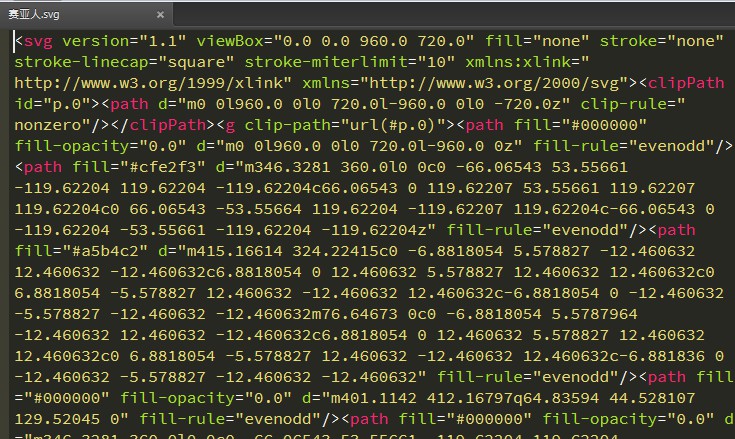 赛亚人.svg ×
<svg version="1.1" viewBox="0.0 0.0 960.0 720.0" fill="none" stroke="none"
stroke-linecap="square" stroke-miterlimit="10" xmlns:xlink="
http://www.w3.org/1999/xlink" xmlns="http://www.w3.org/2000/svg"><clipPath
id="p.0"><path d="m0 0l960.0 0l0 720.0l-960.0 0l0 -720.0z" clip-rule="
nonzero"/></clipPath><g clip-path="url(#p.0)"><path fill="#000000"
fill-opacity="0.0" d="m0 0l960.0 0l0 720.0l-960.0 0z" fill-rule="evenodd"/>
<path fill="#cfe2f3" d="m346.3281 360.0l0 0c0 -66.06543 53.55661
-119.62204 119.62204 -119.62204c66.06543 0 119.62207 53.55661 119.62207
119.62204c0 66.06543 -53.55664 119.62204 -119.62207 119.62204c-66.06543 0
-119.62204 -53.55661 -119.62204 -119.62204z" fill-rule="evenodd"/><path
fill="#a5b4c2" d="m415.16614 324.22415c0 -6.8818054 5.578827 -12.460632
12.460632 -12.460632c6.8818054 0 12.460632 5.578827 12.460632 12.460632c0
6.8818054 -5.578827 12.460632 -12.460632 12.460632c-6.8818054 0 -12.460632
-5.578827 -12.460632 -12.460632m76.64673 0c0 -6.8818054 5.5787964
-12.460632 12.460632 -12.460632c6.8818054 0 12.460632 5.578827 12.460632
12.460632c0 6.8818054 -5.578827 12.460632 -12.460632 12.460632c-6.881836 0
-12.460632 -5.578827 -12.460632 -12.460632" fill-rule="evenodd"/><path fill
="#000000" fill-opacity="0.0" d="m401.1142 412.16797q64.83594 44.528107
129.52045 0" fill-rule="evenodd"/><path fill="#000000" fill-opacity="0.0" d
="m346.3281 360.0l0 0c0 -66.06543 53.55661 -119.62204 119.62204